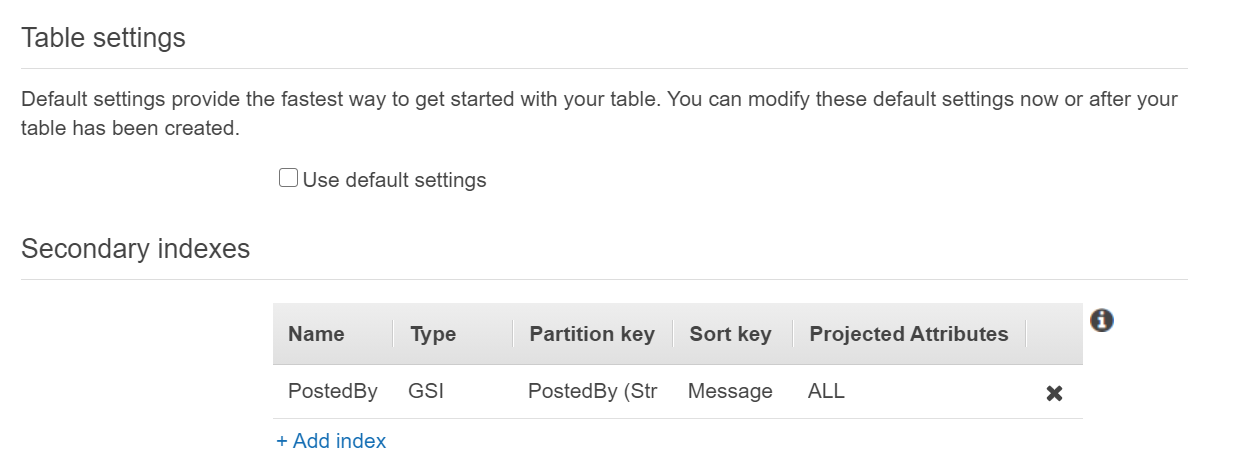 Table settings
Default settings provide the fastest way to get started with your table. You can modify these default settings now or after your
table has been created.
Use default settings
Secondary indexes
Name Type Partition key Sort key Projected Attributes
PostedBy GSI PostedBy (Str Message ALL
+ Add index